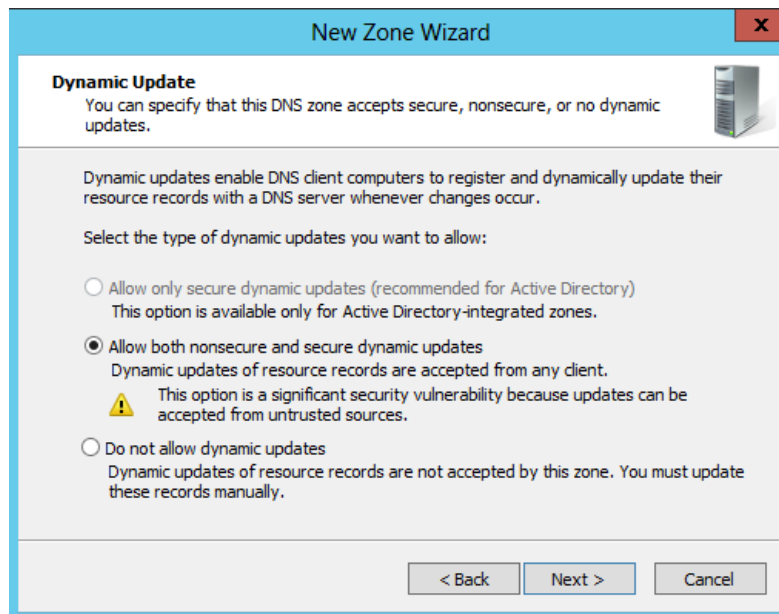 New Zone Wizard
x
Dynamic Update
You can specify that this DNS zone accepts secure, nonsecure, or no dynamic
updates.
Dynamic updates enable DNS client computers to register and dynamically update their
resource records with a DNS server whenever changes occur.
Select the type of dynamic updates you want to allow:
Allow only secure dynamic updates (recommended for Active Directory)
This option is available only for Active Directory-integrated zones.
Allow both nonsecure and secure dynamic updates
Dynamic updates of resource records are accepted from any client.
This option is a significant security vulnerability because updates can be
accepted from untrusted sources.
Do not allow dynamic updates
Dynamic updates of resource records are not accepted by this zone. You must update
these records manually.
< Back Next > Cancel